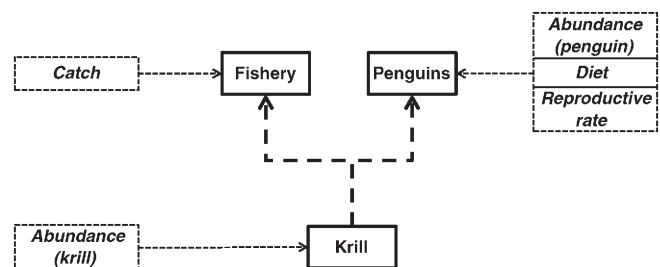 Abundance
(penguin)
Catch
Fishery
Penguins
Diet
Reproductive
rate
Abundance
(krill)
Krill